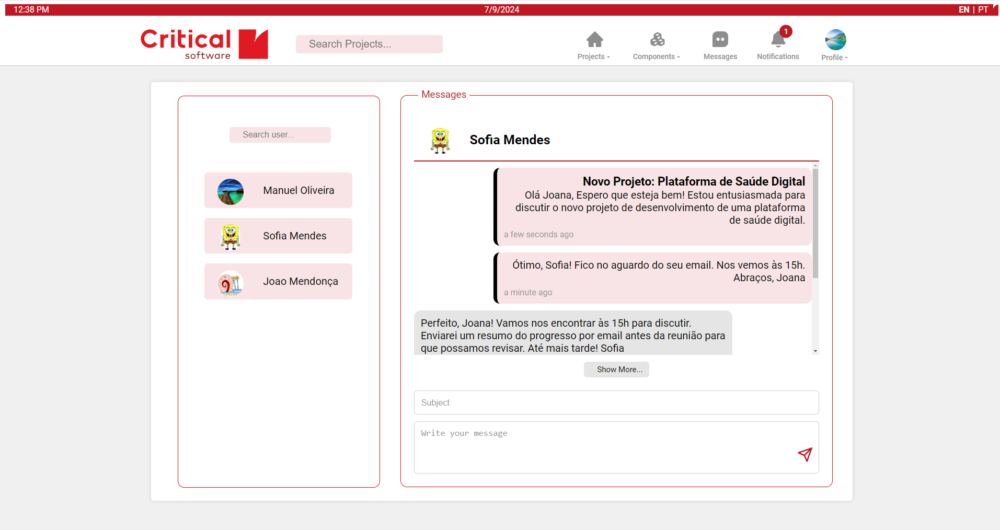 12:38 PM
7/9/2024
EN | PT
Critical
software
Search Projects...
Projects
Components
Messages
1
Notifications
Profile
Search user...
Manuel Oliveira
Sofia Mendes
Joao Mendonça
Messages
Sofia Mendes
Novo Projeto: Plataforma de Saúde Digital
Olá Joana, Espero que esteja bem! Estou entusiasmada para
discutir o novo projeto de desenvolvimento de uma plataforma
de saúde digital.
a few seconds ago
Ótimo, Sofia! Fico no aguardo do seu email. Nos vemos às 15h.
Abraços, Joana
a minute ago
Perfeito, Joana! Vamos nos encontrar às 15h para discutir.
Enviarei um resumo do progresso por email antes da reunião para
que possamos revisar. Até mais tarde! Sofia
Show More...
Subject
Write your message